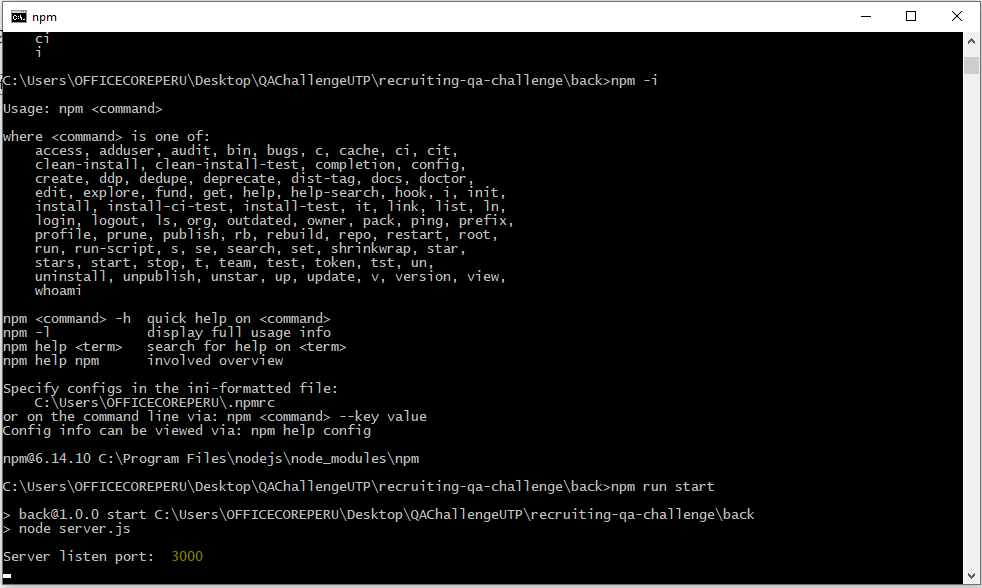 npm
ci
i
C:\Users\OFFICECOREPERU\Desktop\QAChallengeUTP\recruiting-qa-challenge\back>npm -i
Usage: npm <command>
where <command> is one of:
access, adduser, audit, bin, bugs, c, cache, ci, cit,
clean-install, clean-install-test, completion, config,
create, ddp, dedupe, deprecate, dist-tag, docs, doctor,
edit, explore, fund, get, help, help-search, hook, i, init,
install, install-ci-test, install-test, it, link, list, ln,
login, logout, ls, org, outdated, owner, pack, ping, prefix,
profile, prune, publish, rb, rebuild, repo, restart, root,
run, run-script, s, se, search, set, shrinkwrap, star,
stars, start, stop, t, team, test, token, tst, un,
uninstall, unpublish, unstar, up, update, v, version, view,
whoami
npm <command> -h  quick help on <command>
npm -l            display full usage info
npm help <term>   search for help on <term>
npm help npm      involved overview
Specify configs in the ini-formatted file:
C:\Users\OFFICECOREPERU\.npmrc
or on the command line via: npm <command> --key value
Config info can be viewed via: npm help config
npm@6.14.10 C:\Program Files\nodejs\node_modules\npm
C:\Users\OFFICECOREPERU\Desktop\QAChallengeUTP\recruiting-qa-challenge\back>npm run start
> back@1.0.0 start C:\Users\OFFICECOREPERU\Desktop\QAChallengeUTP\recruiting-qa-challenge\back
> node server.js
Server listen port:  3000